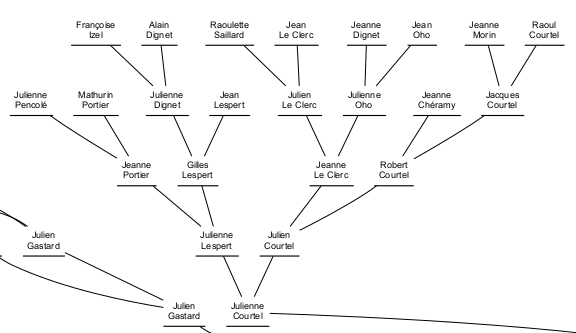 Françoise
Izel
Alain
Dignet
Raoulette
Saillard
Jean
Le Clerc
Jeanne
Dignet
Jean
Oho
Jeanne
Morin
Raoul
Courtel
Julienne
Pencolé
Mathurin
Portier
Julienne
Dignet
Jean
Lespert
Julien
Le Clerc
Julienne
Oho
Jeanne
Chéramy
Jacques
Courtel
Jeanne
Portier
Gilles
Lespert
Jeanne
Le Clerc
Robert
Courtel
Julien
Gastard
Julienne
Lespert
Julien
Courtel
Julien
Gastard
Julienne
Courtel